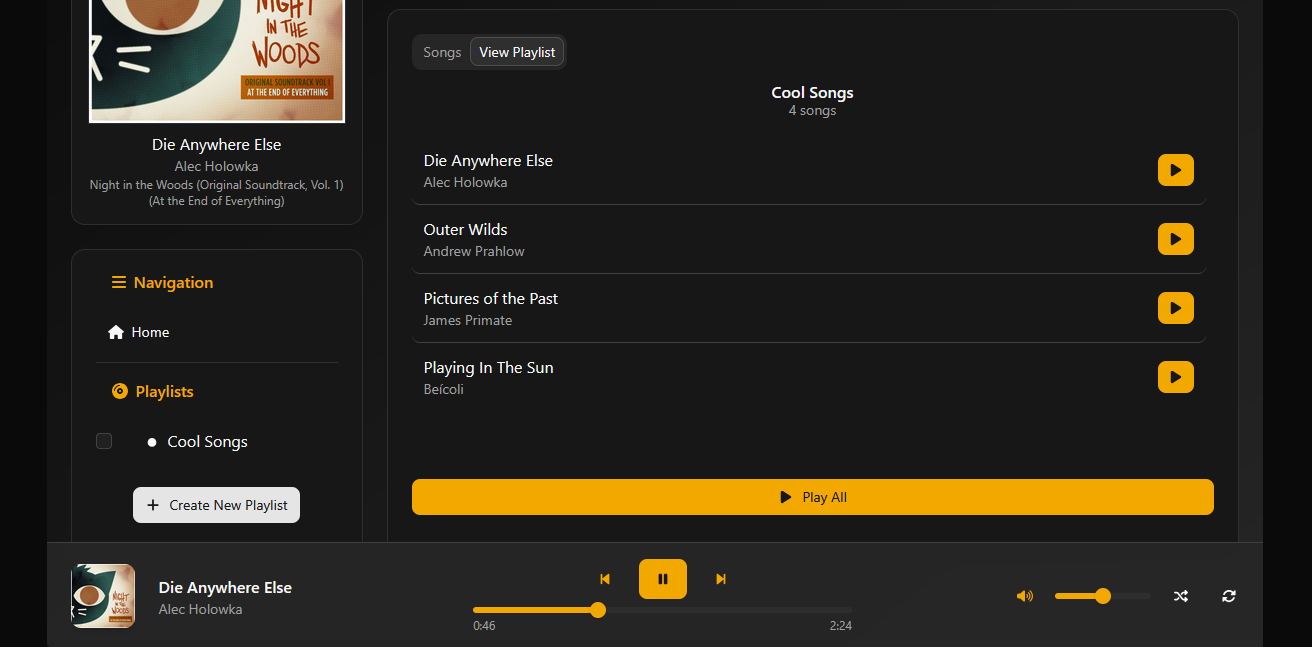 NIGHT
IN THE
WOODS
ORIGINAL SOUNDTRACK VOL 1
AT THE END OF EVERYTHING
Die Anywhere Else
Alec Holowka
Night in the Woods (Original Soundtrack, Vol. 1)
(At the End of Everything)
Navigation
Home
Playlists
Cool Songs
Create New Playlist
Songs
View Playlist
Cool Songs
4 songs
Die Anywhere Else
Alec Holowka
Outer Wilds
Andrew Prahlow
Pictures of the Past
James Primate
Playing In The Sun
Beícoli
Play All
NIGHT
IN THE
WOODS
Die Anywhere Else
Alec Holowka
0:46
2:24